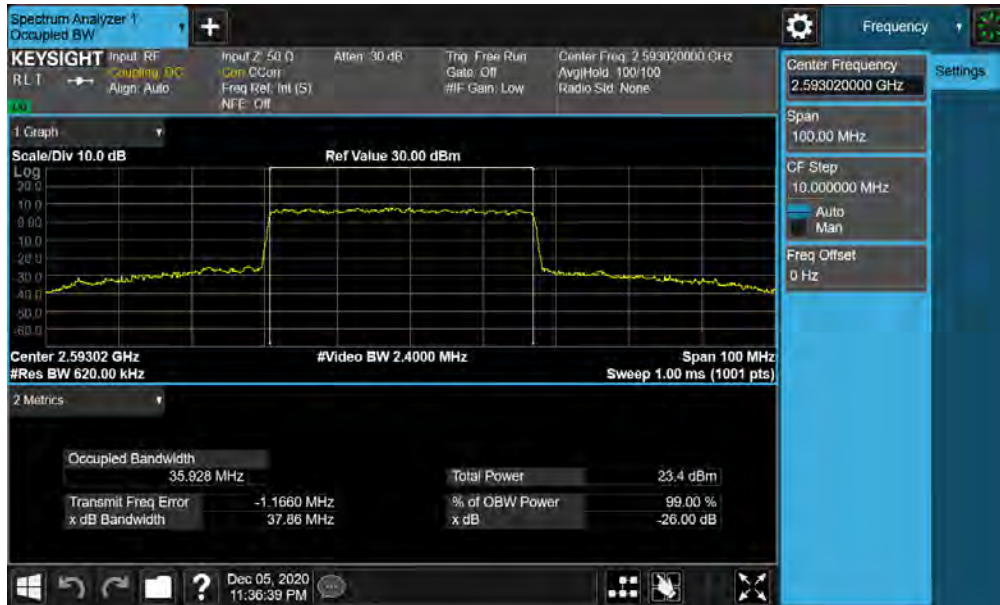 Spectrum Analyzer 1
Occupied BW
Frequency
KEYSIGHT
Input: RF
Coupling: DC
Align: Auto
RLT
Input Z: 50 Ω
Corr CCorr
Freq Ref: Int (S)
NFE: Off
Atten: 30 dB
Trig: Free Run
Gate: Off
#IF Gain: Low
Center Freq: 2.593020000 GHz
Avg|Hold: 100/100
Radio Std: None
Center Frequency
2.593020000 GHz
Settings
Span
100.00 MHz
CF Step
10.000000 MHz
Auto
Man
Freq Offset
0 Hz
1 Graph
Scale/Div 10.0 dB
Ref Value 30.00 dBm
Log
20.0
10.0
0.00
-10.0
-20.0
-30.0
-40.0
-50.0
-60.0
Center 2.59302 GHz
#Video BW 2.4000 MHz
Span 100 MHz
#Res BW 620.00 kHz
Sweep 1.00 ms (1001 pts)
2 Metrics
Occupied Bandwidth
35.928 MHz
Total Power
23.4 dBm
Transmit Freq Error
-1.1660 MHz
% of OBW Power
99.00 %
x dB Bandwidth
37.86 MHz
x dB
-26.00 dB
?
Dec 05, 2020
11:36:39 PM